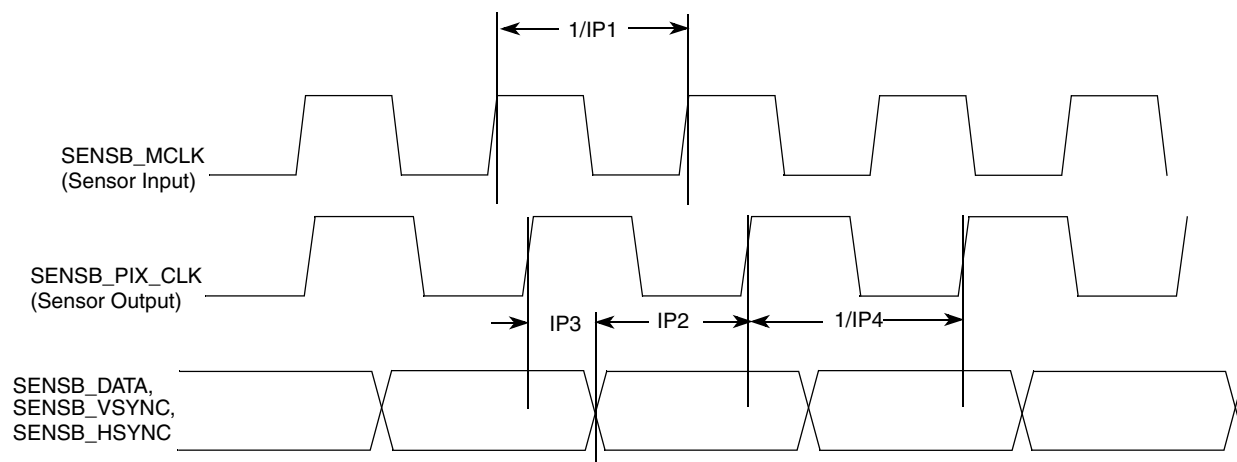 1/IP1
SENSB_MCLK
(Sensor Input)
SENSB_PIX_CLK
(Sensor Output)
IP3
IP2
1/IP4
SENSB_DATA,
SENSB_VSYNC,
SENSB_HSYNC